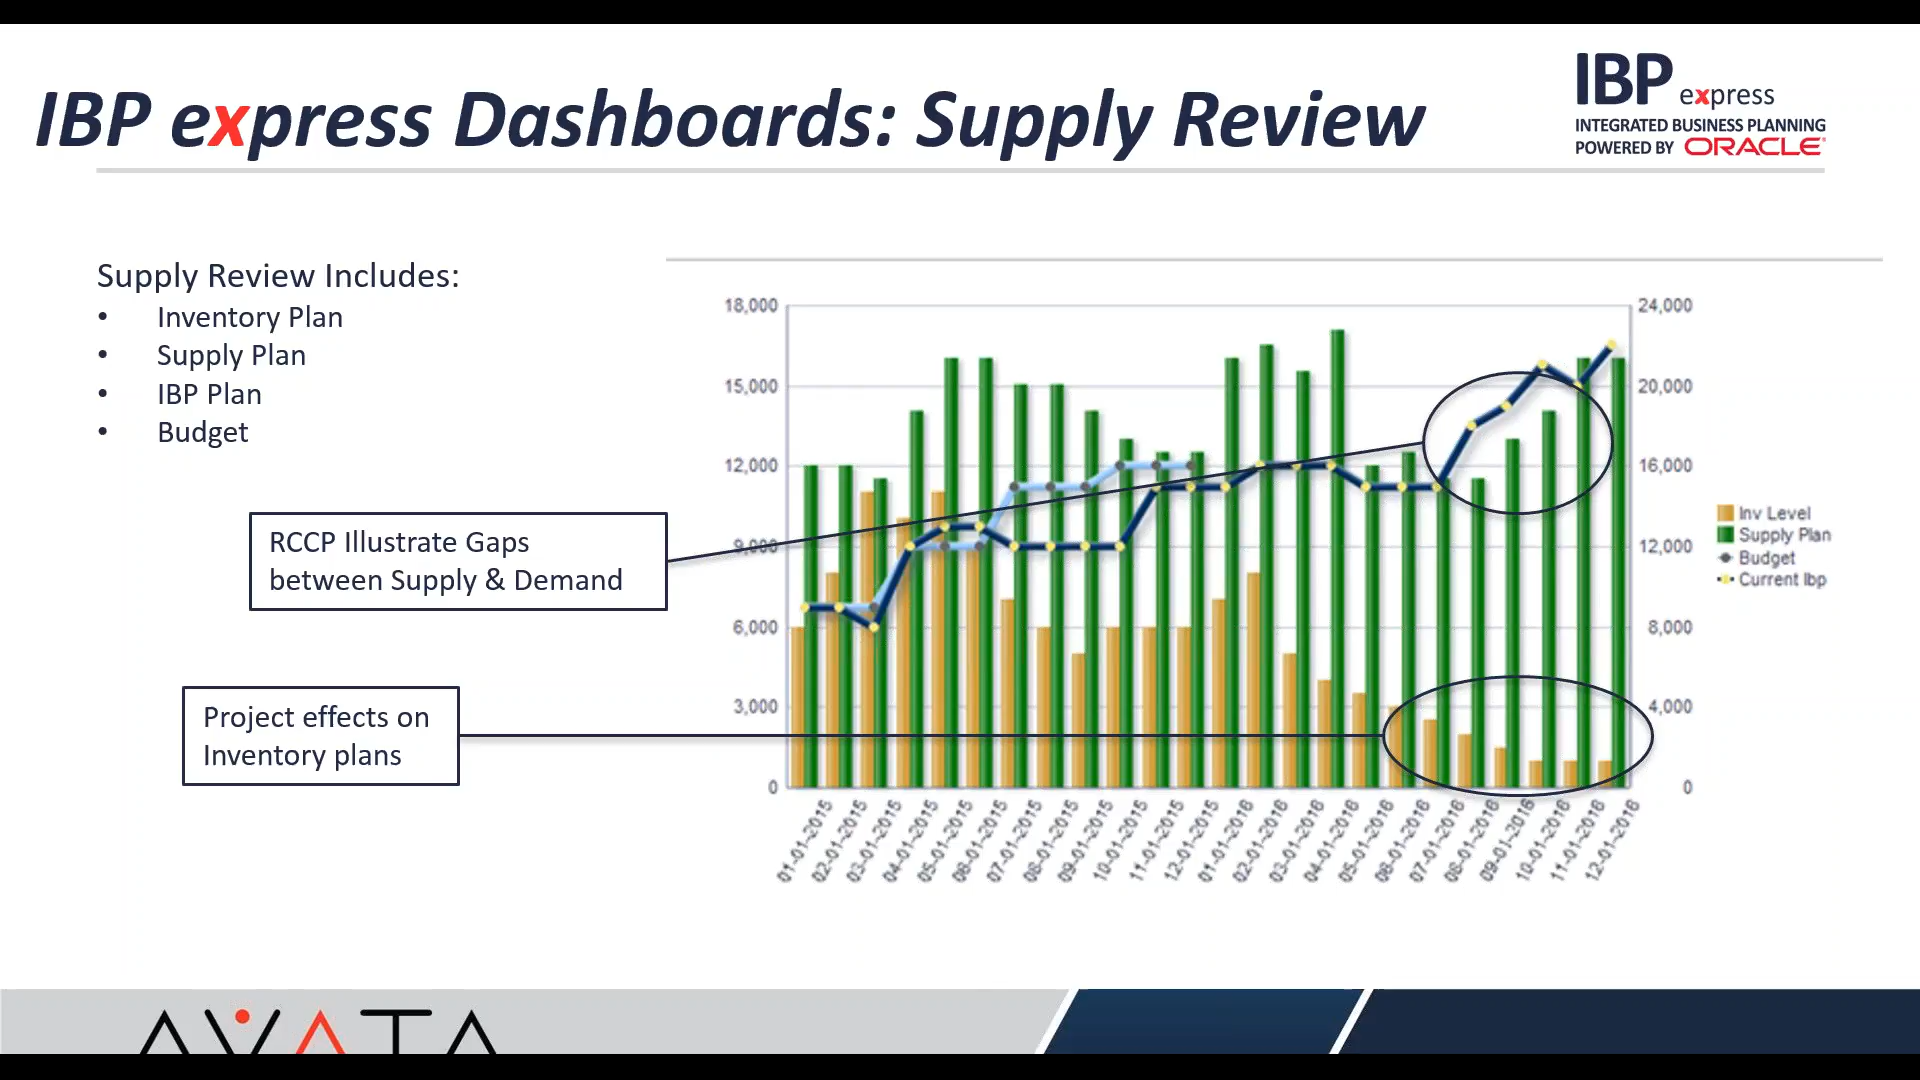 IBP express Dashboards: Supply Review
IBP express
INTEGRATED BUSINESS PLANNING
POWERED BY ORACLE
Supply Review Includes:
• Inventory Plan
• Supply Plan
• IBP Plan
• Budget
RCCP Illustrate Gaps
between Supply & Demand
Project effects on
Inventory plans
18,000
15,000
12,000
9,000
6,000
3,000
0
24,000
20,000
16,000
12,000
8,000
4,000
0
01-01-2015
02-01-2015
03-01-2015
04-01-2015
05-01-2015
06-01-2015
07-01-2015
08-01-2015
09-01-2015
10-01-2015
11-01-2015
12-01-2015
01-01-2016
02-01-2016
03-01-2016
04-01-2016
05-01-2016
06-01-2016
07-01-2016
08-01-2016
09-01-2016
10-01-2016
11-01-2016
12-01-2016
Inv Level
Supply Plan
Budget
Current Ibp
AVATA